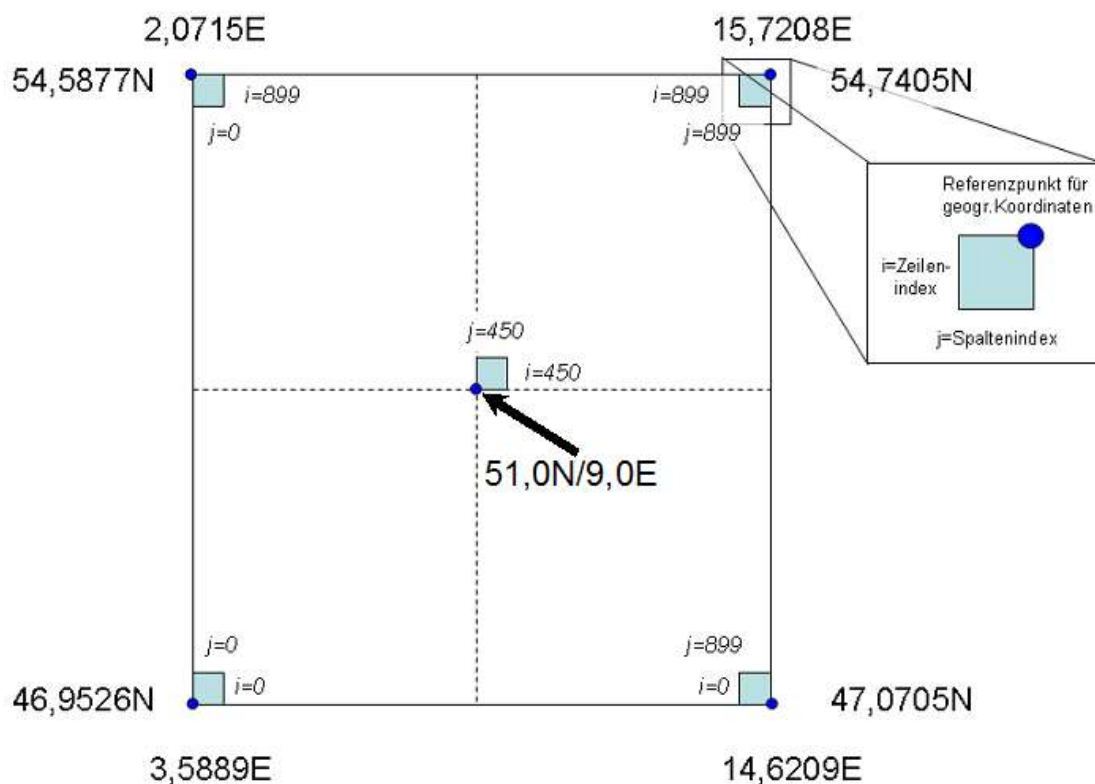 2,0715E
15,7208E
54,5877N
54,7405N
i=899
i=899
j=0
j=899
Referenzpunkt für
geogr.Koordinaten
i=Zeilen-
index
j=Spaltenindex
j=450
i=450
51,0N/9,0E
j=0
j=899
i=0
i=0
46,9526N
47,0705N
3,5889E
14,6209E